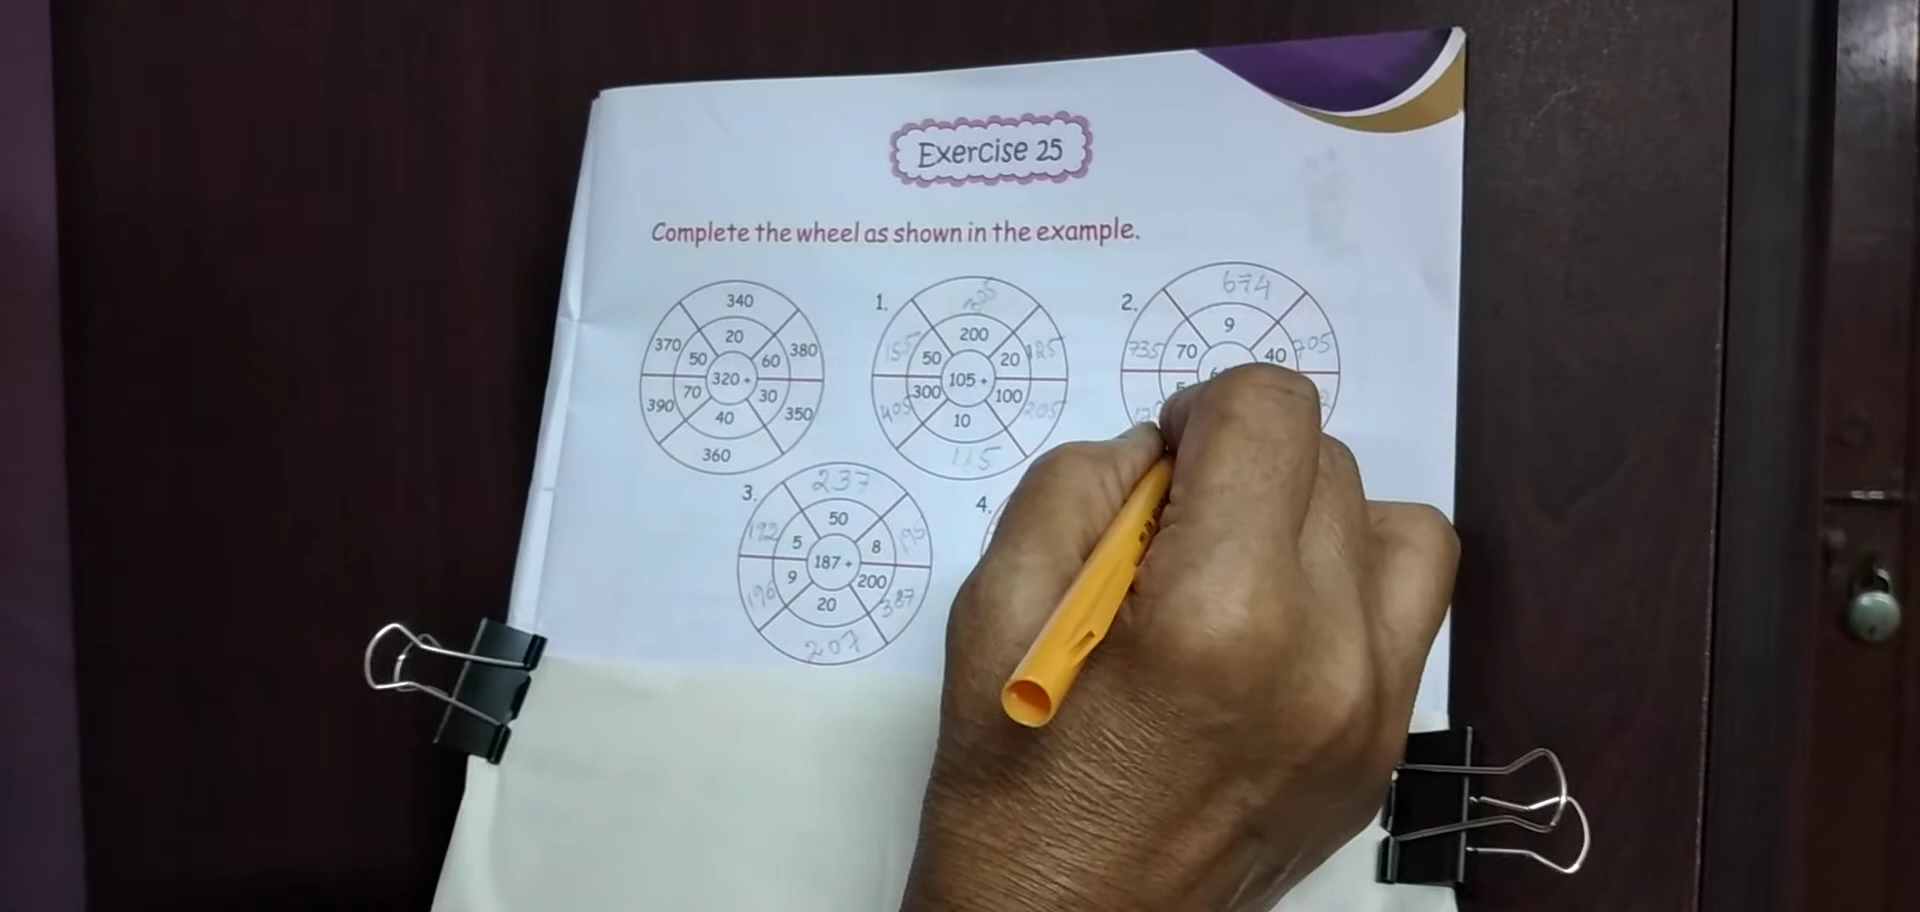 Exercise 25
Complete the wheel as shown in the example.
340
370 20 380
50 60
320 +
70 30
390 40 350
360
1.
305
155 200 125
50 20
105 +
300 100
405 10 205
115
2.
674
735 9 705
70 40
3.
237
192 50 195
5 8
187 +
9 200
196 20 387
207
4.